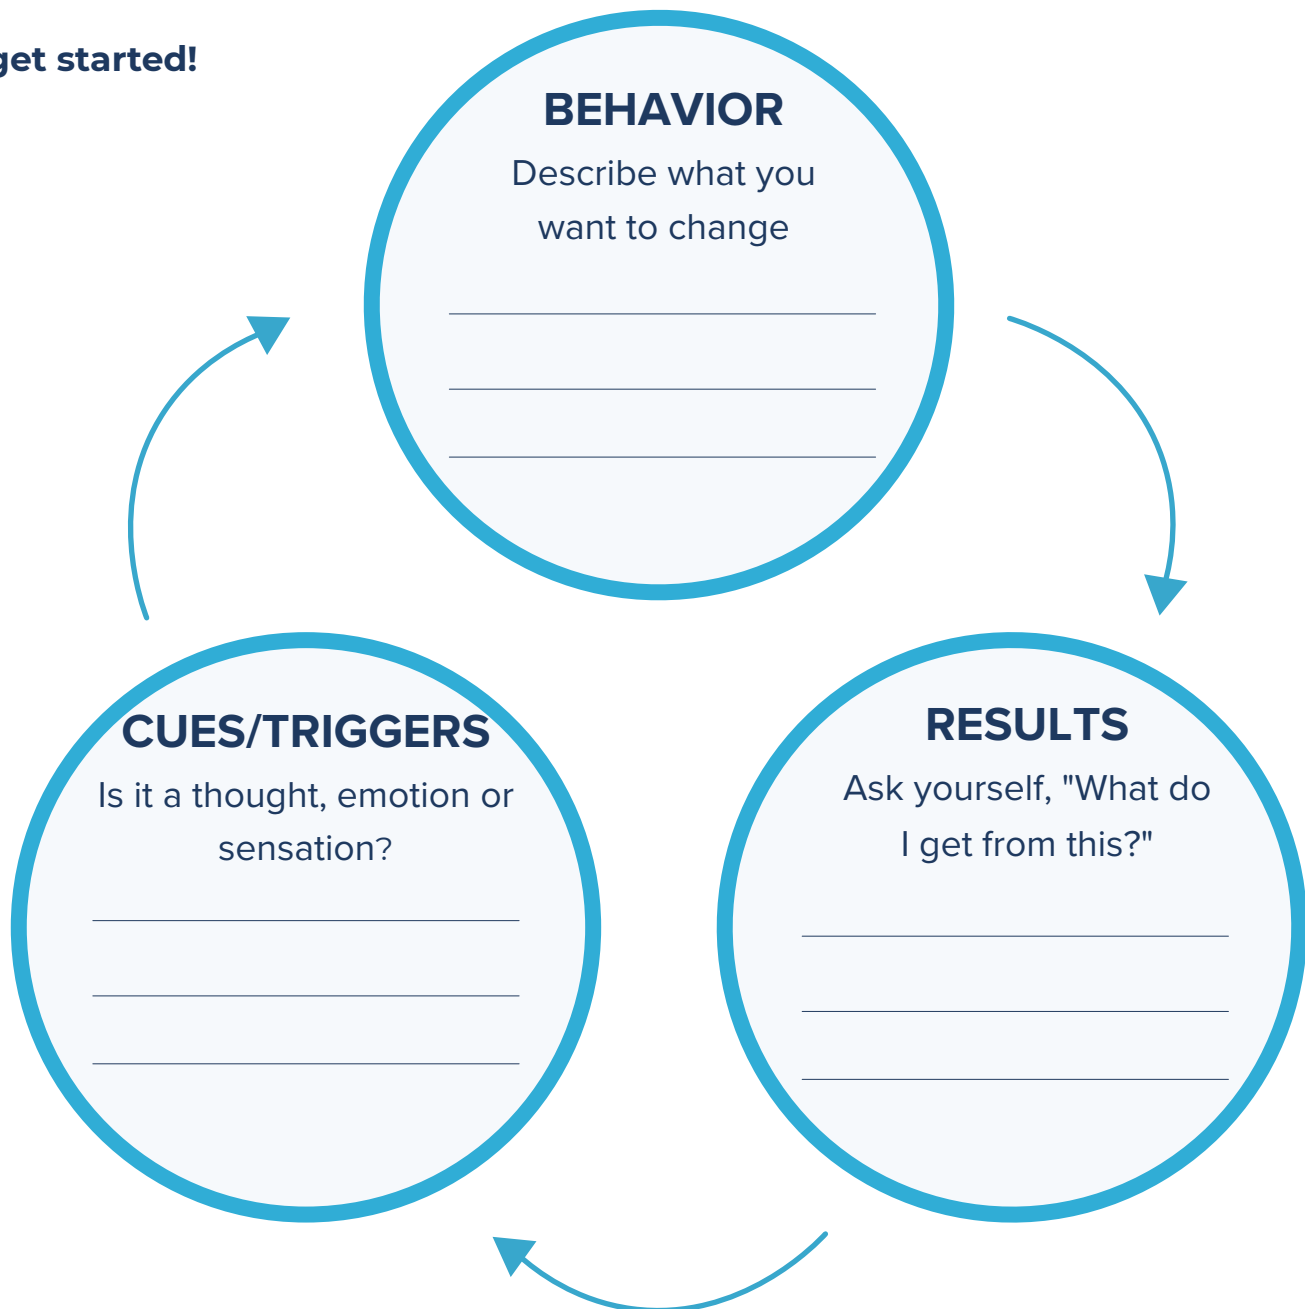 get started!
BEHAVIOR
Describe what you
want to change
CUES/TRIGGERS
Is it a thought, emotion or
sensation?
RESULTS
Ask yourself, "What do
I get from this?"